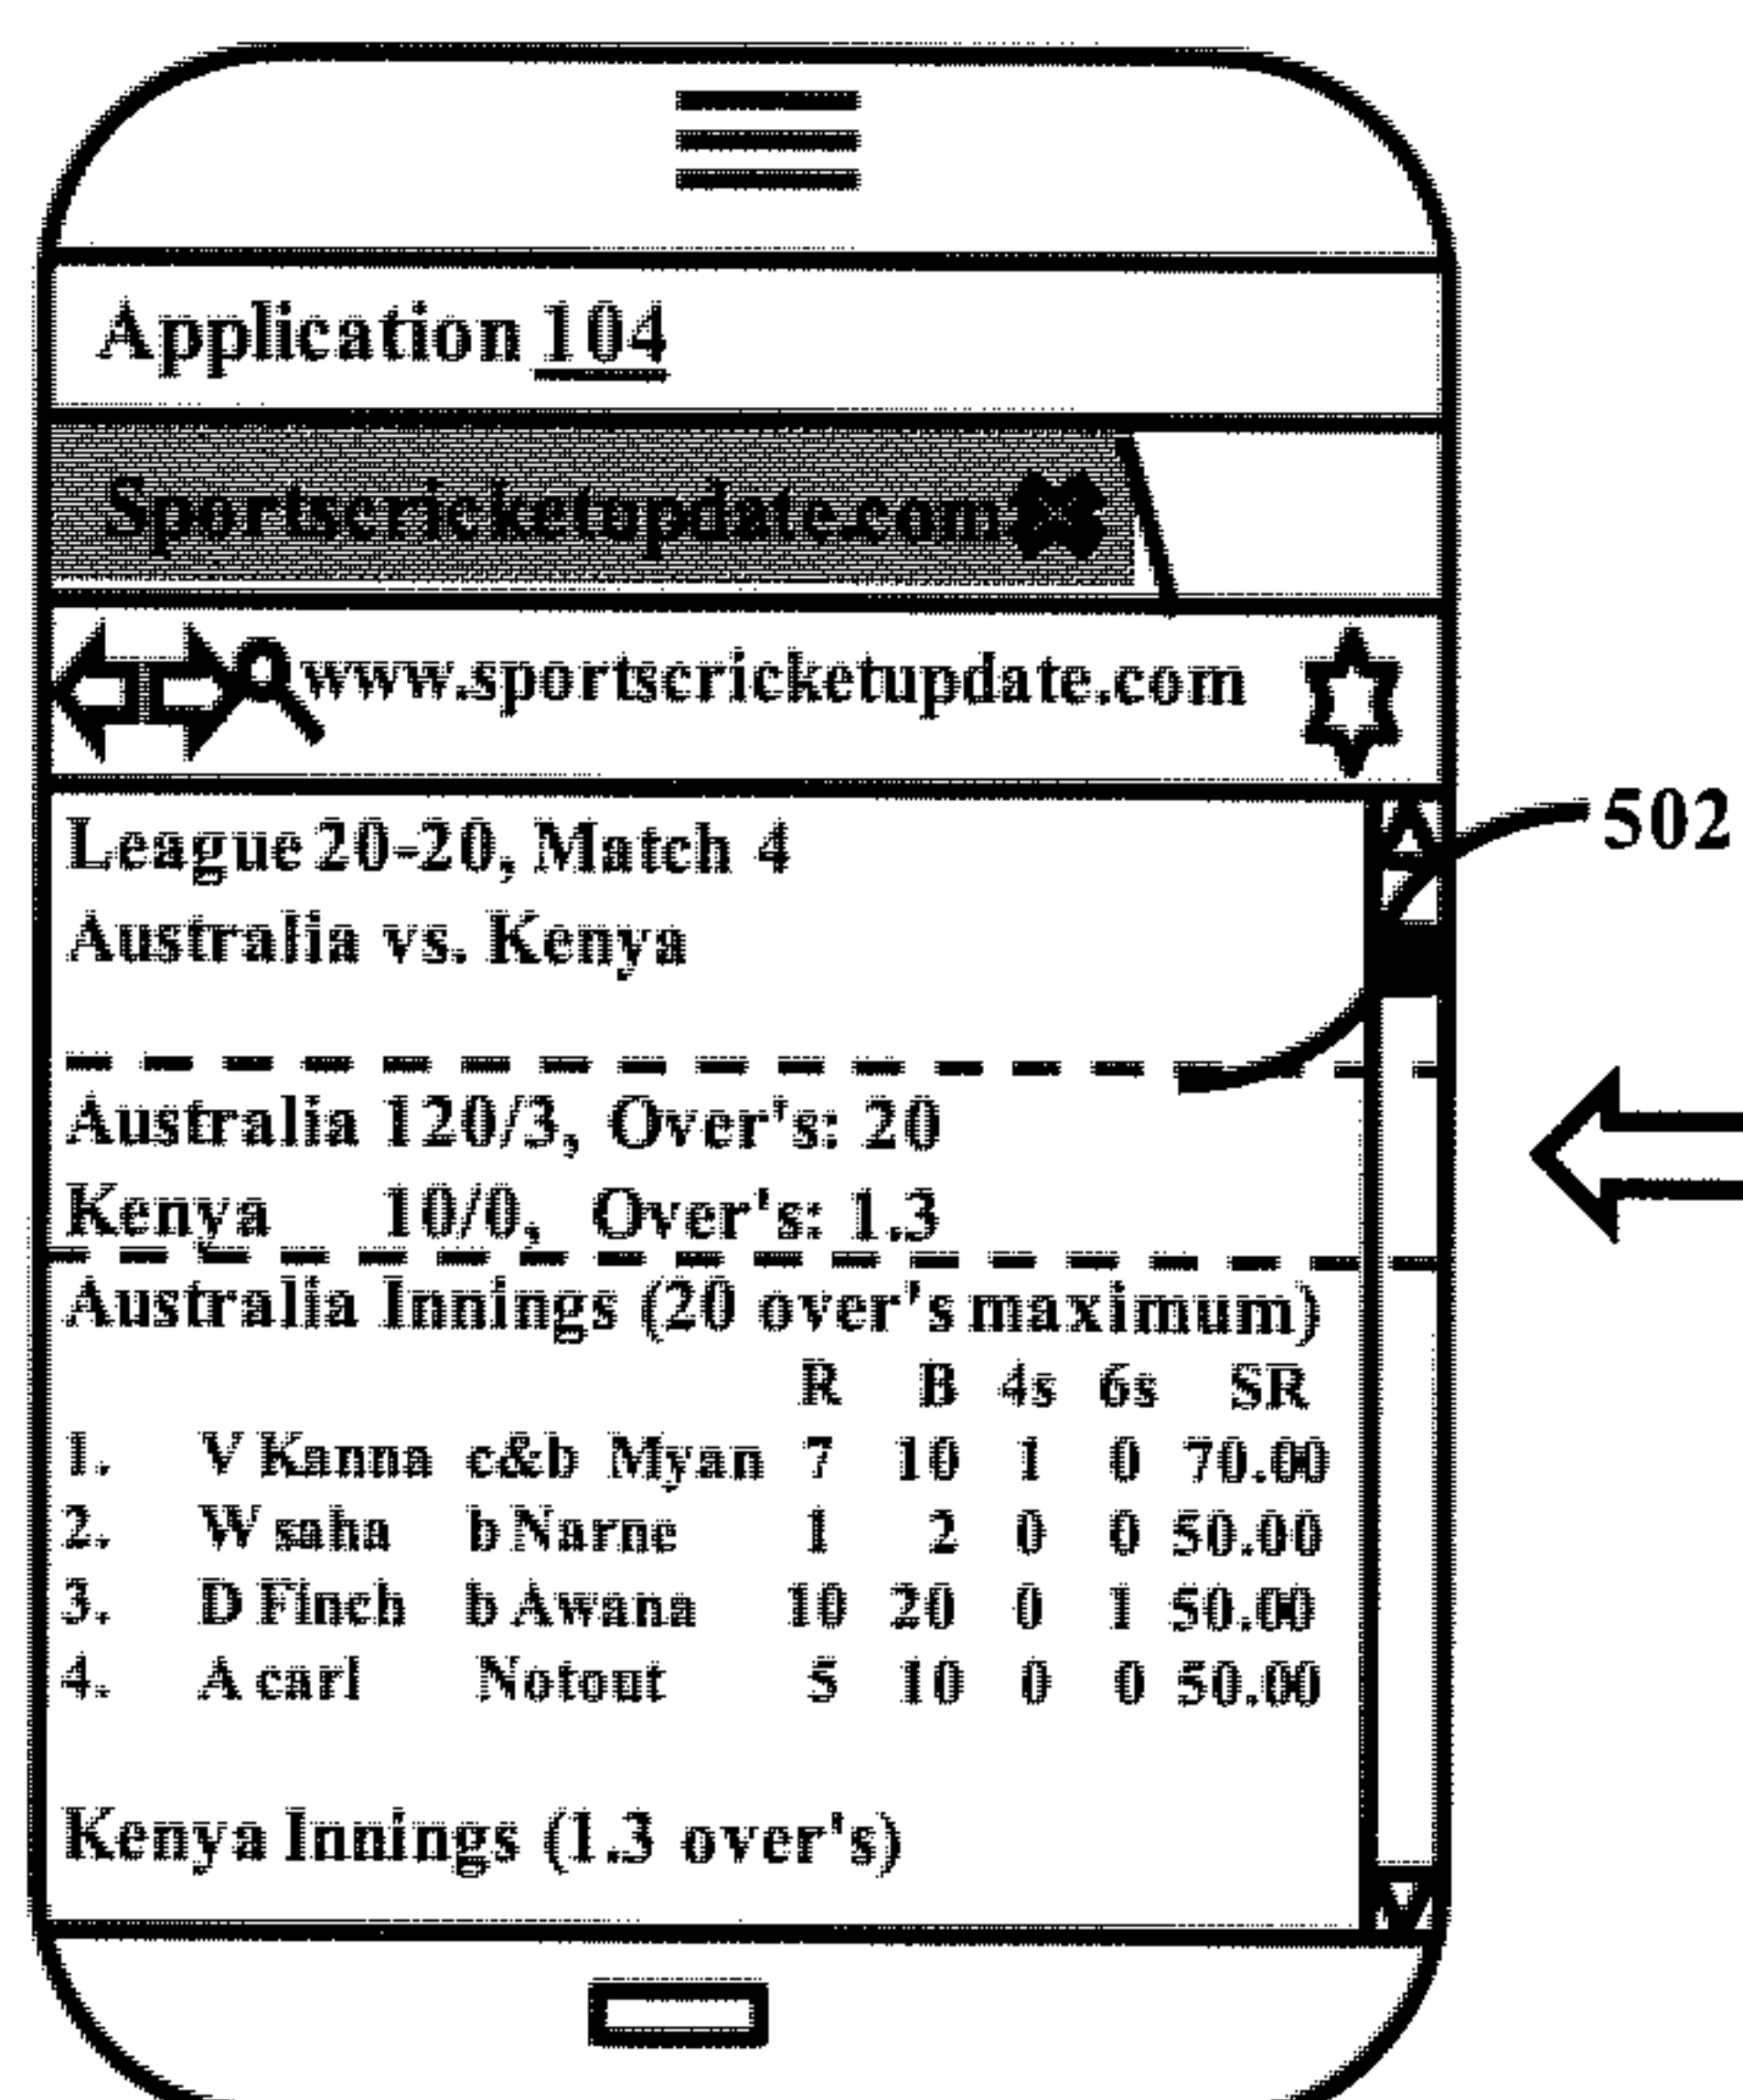 Application 104
Sportscricketupdate.com
www.sportscricketupdate.com
502
League 20-20, Match 4
Australia vs. Kenya
Australia 120/3, Over's: 20
Kenya 10/0, Over's: 1.3
Australia Innings (20 over's maximum)
R B 4s 6s SR
1. V Kanna c&b Myan 7 10 1 0 70.00
2. W saha b Narne 1 2 0 0 50.00
3. D Finch b Awana 10 20 0 1 50.00
4. A carl Notout 5 10 0 0 50.00
Kenya Innings (1.3 over's)